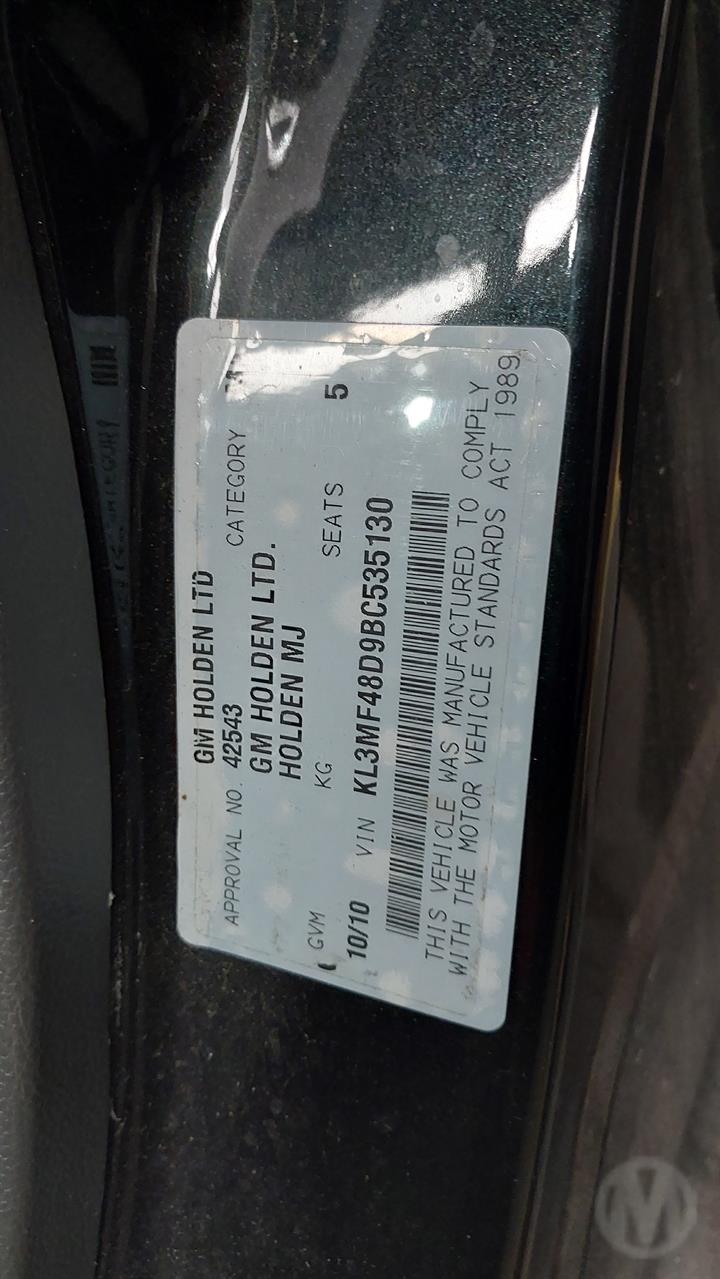 GM HOLDEN LTD
APPROVAL NO. 42543 CATEGORY
GM HOLDEN LTD.
HOLDEN MJ
GVM KG SEATS 5
10/10 VIN KL3MF48D9BC535130
THIS VEHICLE WAS MANUFACTURED TO COMPLY
WITH THE MOTOR VEHICLE STANDARDS ACT 1989
M